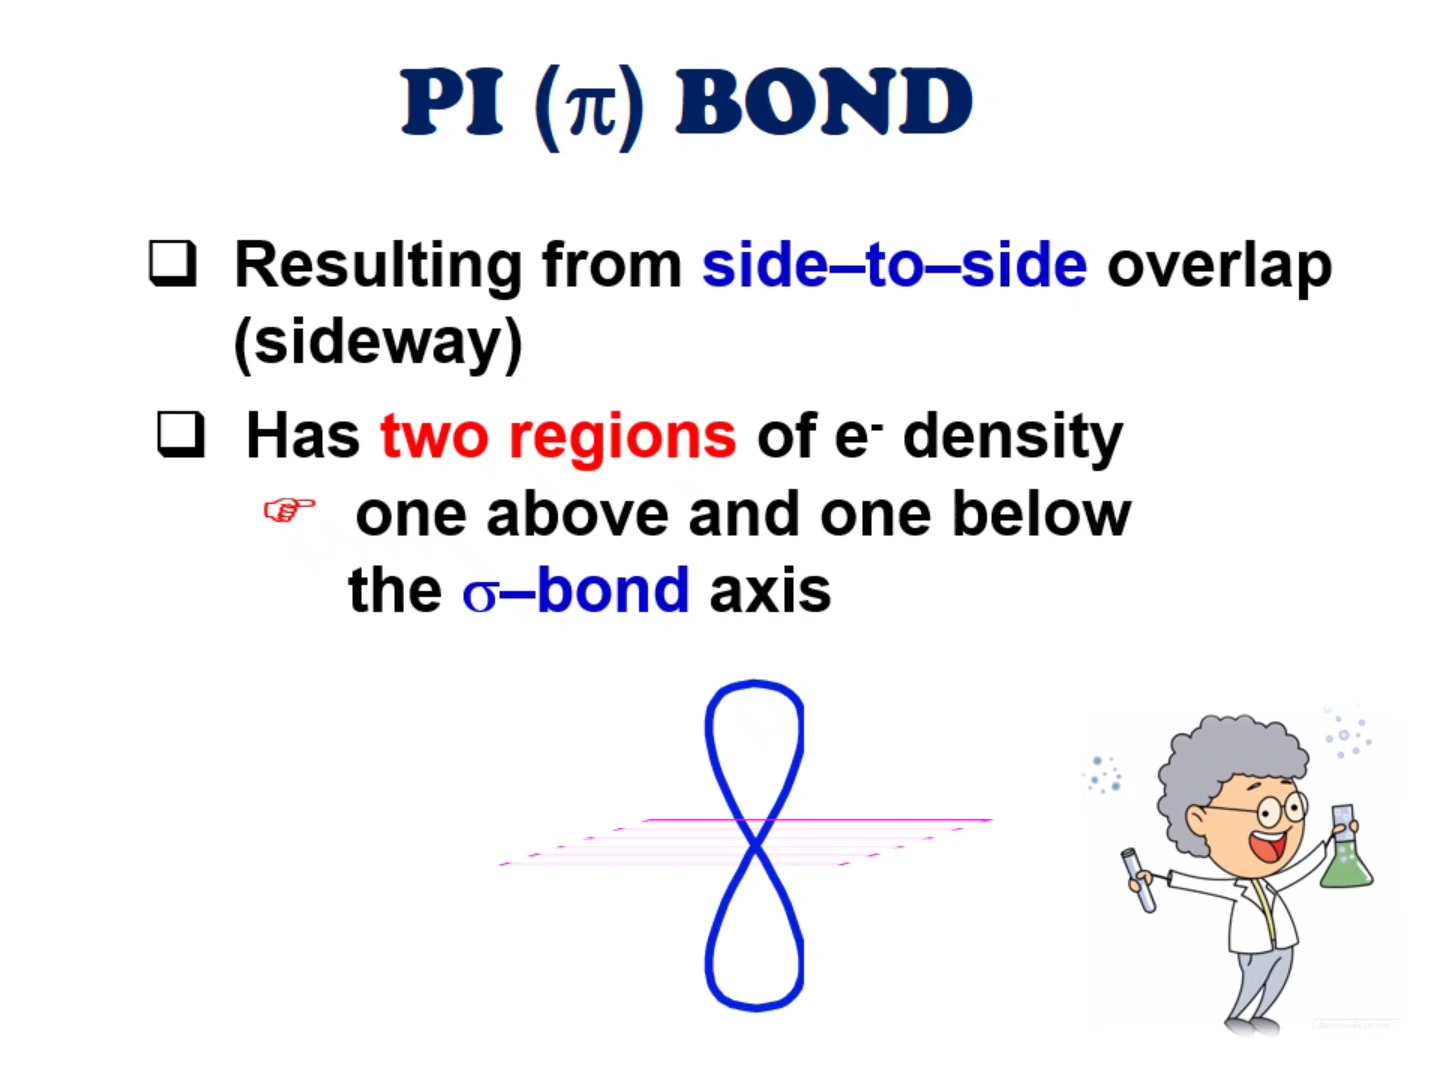 PI (π) BOND
❑ Resulting from side–to–side overlap
(sideway)
❑ Has two regions of e⁻ density
☞ one above and one below
the σ–bond axis